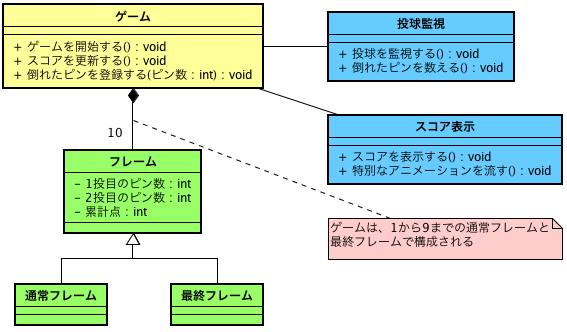 ゲーム
+ ゲームを開始する() : void
+ スコアを更新する() : void
+ 倒れたピンを登録する(ピン数 : int) : void
投球監視
+ 投球を監視する() : void
+ 倒れたピンを数える() : void
スコア表示
+ スコアを表示する() : void
+ 特別なアニメーションを流す() : void
10
フレーム
– 1投目のピン数 : int
– 2投目のピン数 : int
– 累計点 : int
ゲームは、1から9までの通常フレームと
最終フレームで構成される
通常フレーム
最終フレーム